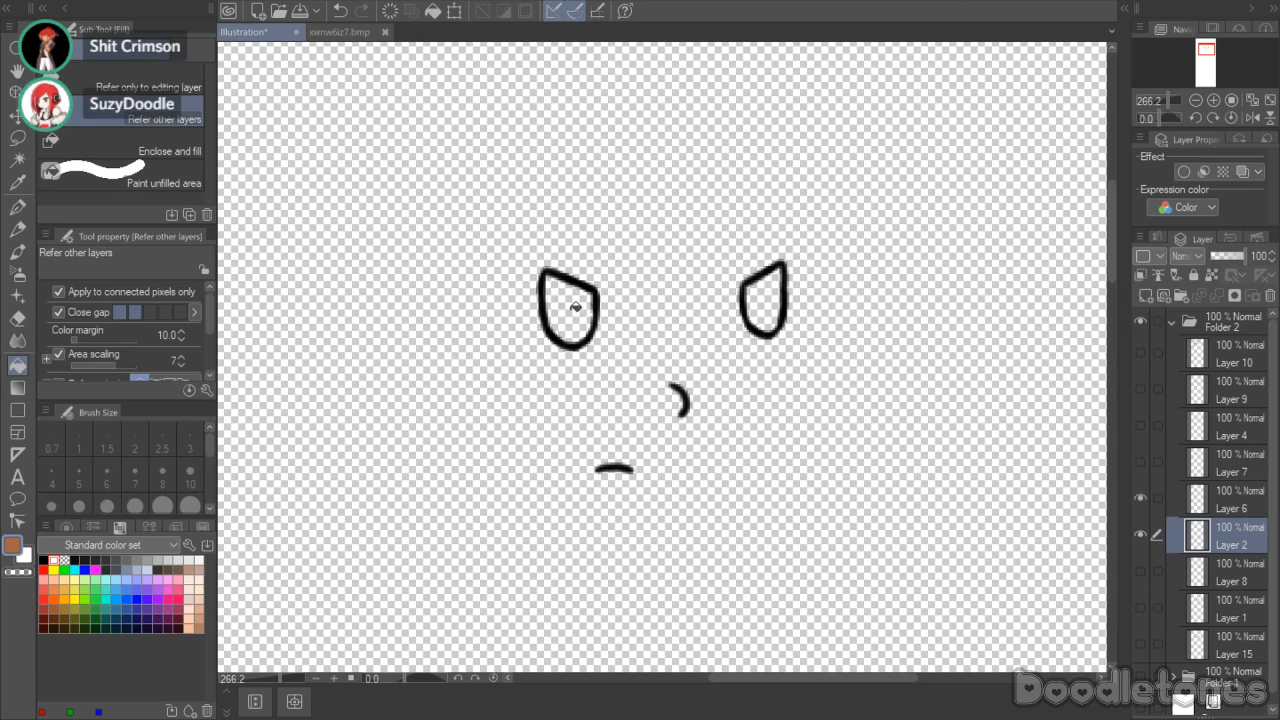 Sub Tool [Fill]
Shit Crimson
Refer only to editing layer
SuzyDoodle
Refer other layers
Enclose and fill
Paint unfilled area
Tool property [Refer other layers]
Refer other layers
Apply to connected pixels only
Close gap
Color margin
10.0
Area scaling
7
Brush Size
0.7 1 1.5 2 2.5 3
4 5 6 7 8 10
Standard color set
Illustration*
xwnw6iz7.bmp
266.2
0.0
Navig
266.2
0.0
Layer Proper
Effect
Expression color
Color
Layer
Norma
100
100 % Normal
Folder 2
100 % Normal
Layer 10
100 % Normal
Layer 9
100 % Normal
Layer 4
100 % Normal
Layer 7
100 % Normal
Layer 6
100 % Normal
Layer 2
100 % Normal
Layer 8
100 % Normal
Layer 1
100 % Normal
Layer 15
100 % Normal
Folder 1
Doodletones